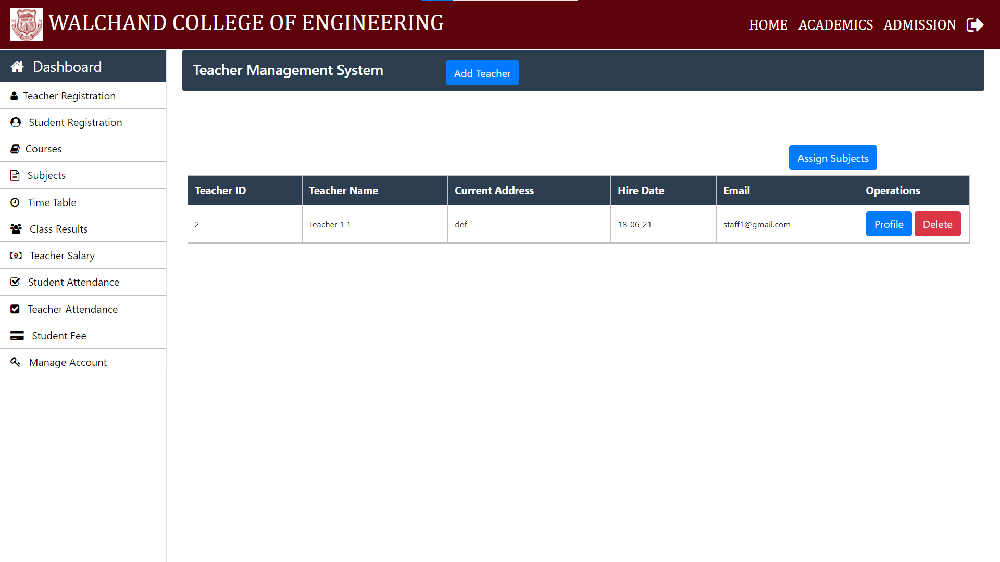 WALCHAND COLLEGE OF ENGINEERING
HOME ACADEMICS ADMISSION
Dashboard
Teacher Registration
Student Registration
Courses
Subjects
Time Table
Class Results
Teacher Salary
Student Attendance
Teacher Attendance
Student Fee
Manage Account
Teacher Management System
Add Teacher
Assign Subjects
Teacher ID Teacher Name Current Address Hire Date Email Operations
2 Teacher 1 1 def 18-06-21 staff1@gmail.com Profile Delete